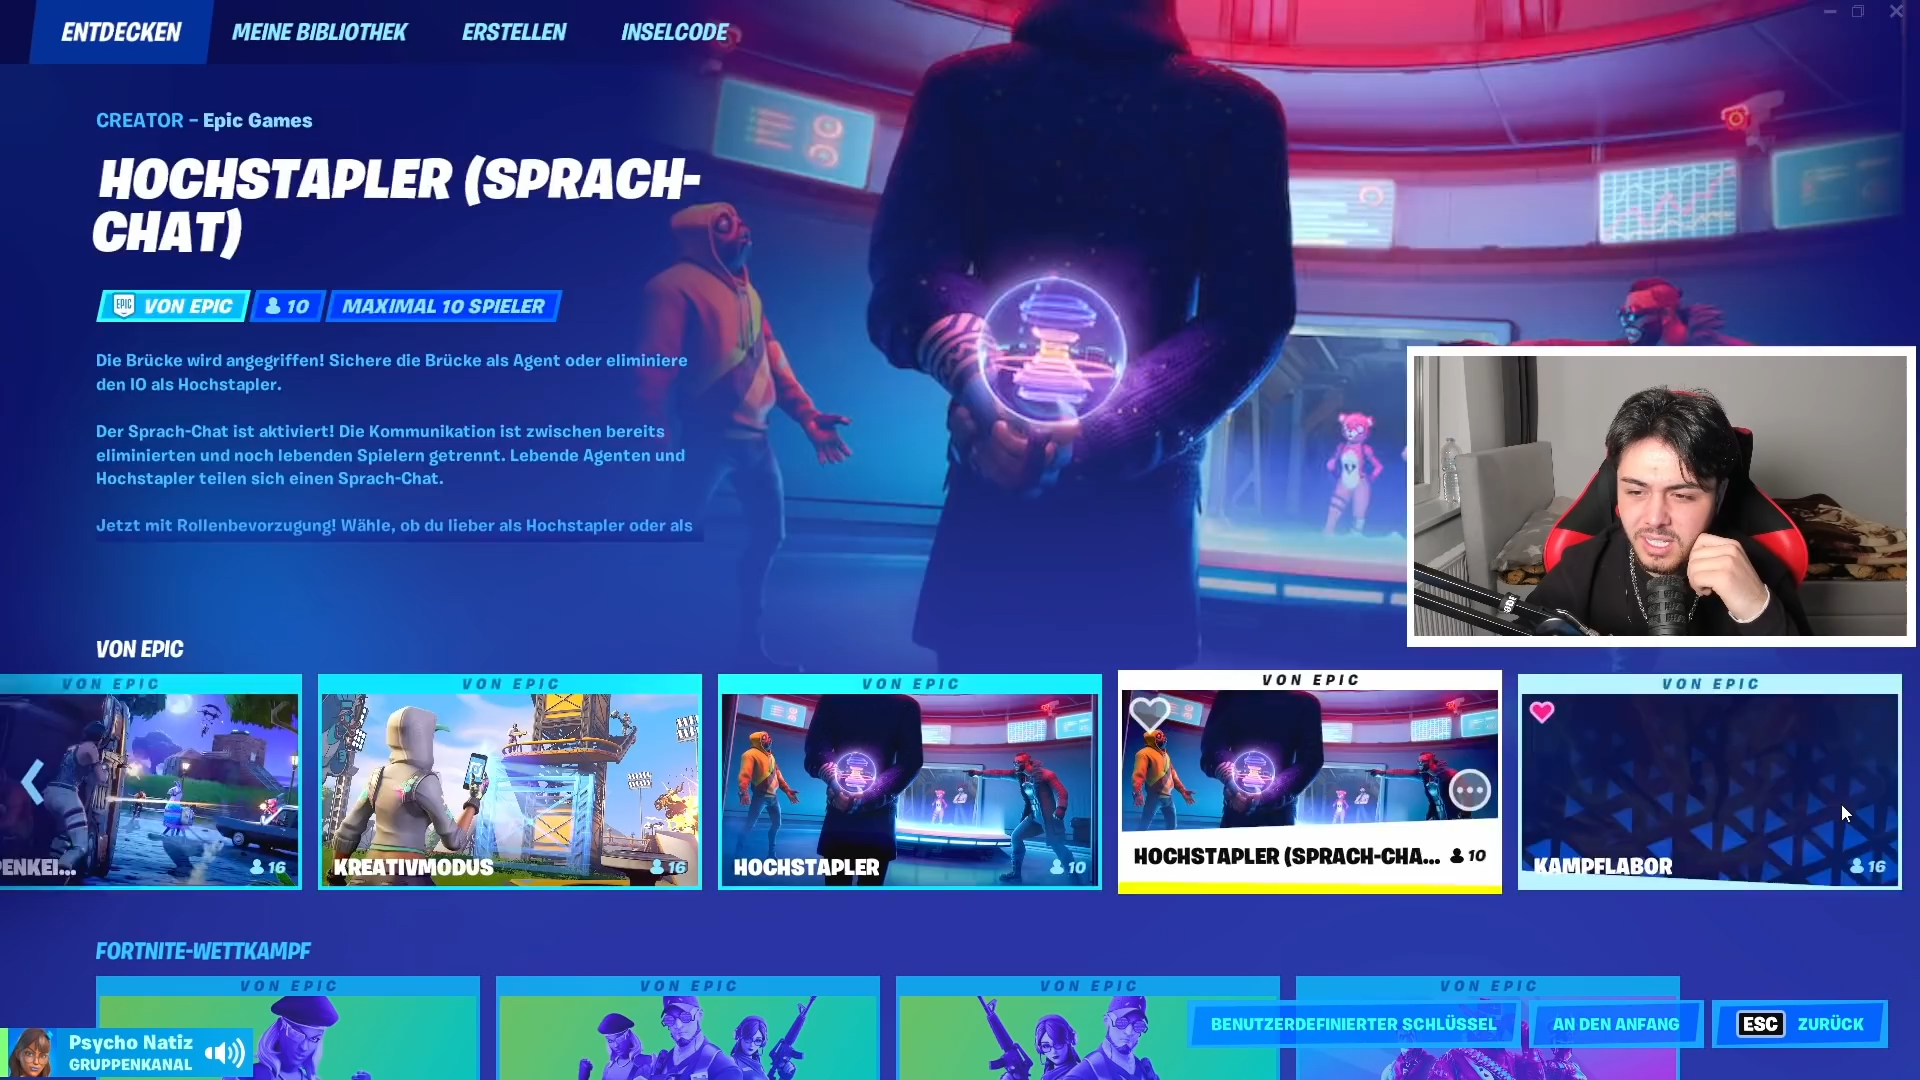 ENTDECKEN
MEINE BIBLIOTHEK
ERSTELLEN
INSELCODE
CREATOR – Epic Games
HOCHSTAPLER (SPRACH-
CHAT)
EPIC VON EPIC
10
MAXIMAL 10 SPIELER
Die Brücke wird angegriffen! Sichere die Brücke als Agent oder eliminiere
den IO als Hochstapler.
Der Sprach-Chat ist aktiviert! Die Kommunikation ist zwischen bereits
eliminierten und noch lebenden Spielern getrennt. Lebende Agenten und
Hochstapler teilen sich einen Sprach-Chat.
Jetzt mit Rollenbevorzugung! Wähle, ob du lieber als Hochstapler oder als
VON EPIC
VON EPIC
VON EPIC
VON EPIC
VON EPIC
VON EPIC
ENKEI...
16
KREATIVMODUS
16
HOCHSTAPLER
10
HOCHSTAPLER (SPRACH-CHA...
10
KAMPFLABOR
16
FORTNITE-WETTKAMPF
VON EPIC
VON EPIC
VON EPIC
VON EPIC
Psycho Natiz
GRUPPENKANAL
BENUTZERDEFINIERTER SCHLÜSSEL
AN DEN ANFANG
ESC ZURÜCK